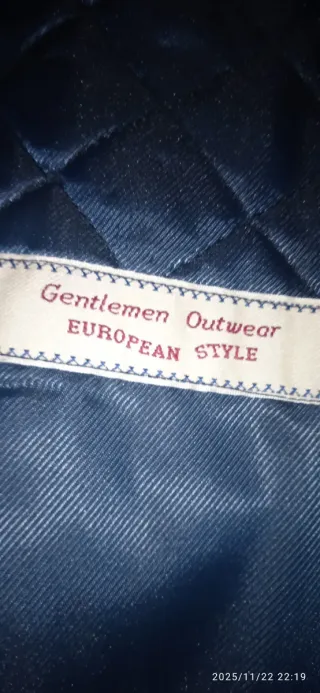 Gentlemen Outwear
EUROPEAN STYLE
2025/11/22 22:19